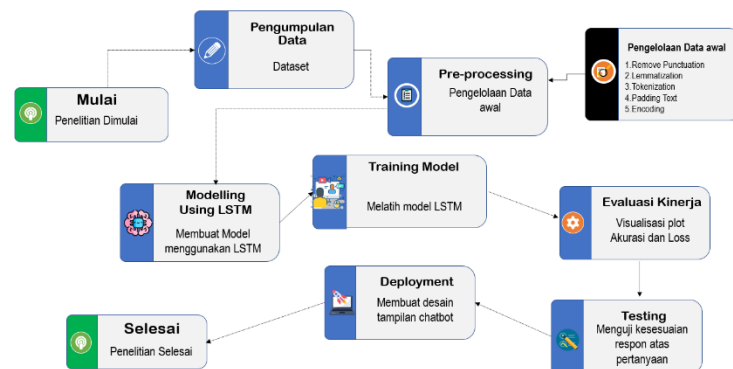 Mulai
Penelitian Dimulai
Pengumpulan
Data
Dataset
Pre-processing
Pengelolaan Data
awal
Pengelolaan Data awal
1.Remove Punctuation
2 Lemmatization
3.Tokenization
4.Padding Text
5.Encoding
Modelling
Using LSTM
Membuat Model
menggunakan LSTM
Training Model
Melatih model LSTM
Evaluasi Kinerja
Visualisasi plot
Akurasi dan Loss
Testing
Menguji kesesuaian
respon atas
pertanyaan
Deployment
Membuat desain
tampilan chatbot
Selesai
Penelitian Selesai